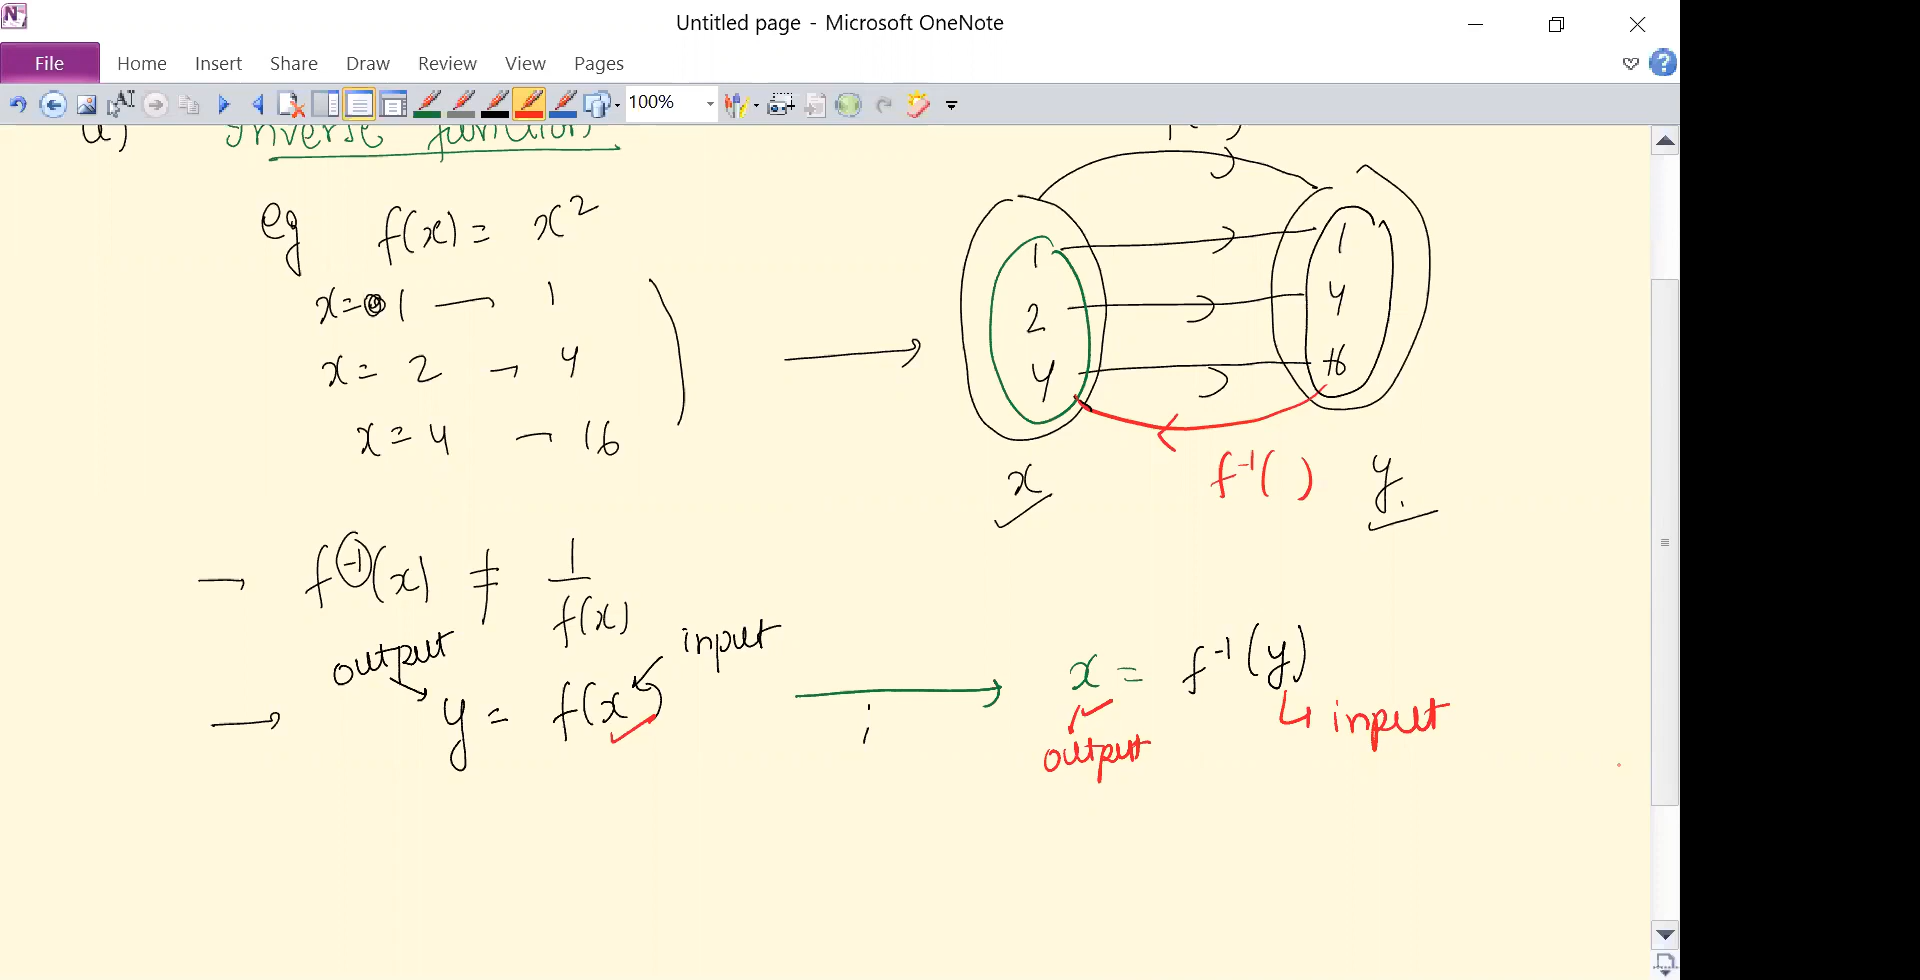 Untitled page - Microsoft OneNote
File Home Insert Share Draw Review View Pages
100%
Inverse function
eg f(x) = x²
x = 1 — 1
x = 2 → 4
x = 4 → 16
1 1
2 4
4 16
x f⁻¹( ) y
→ f⁻¹(x) ≠ 1/f(x)
output input
→ y = f(x) → x = f⁻¹(y)
i
output input